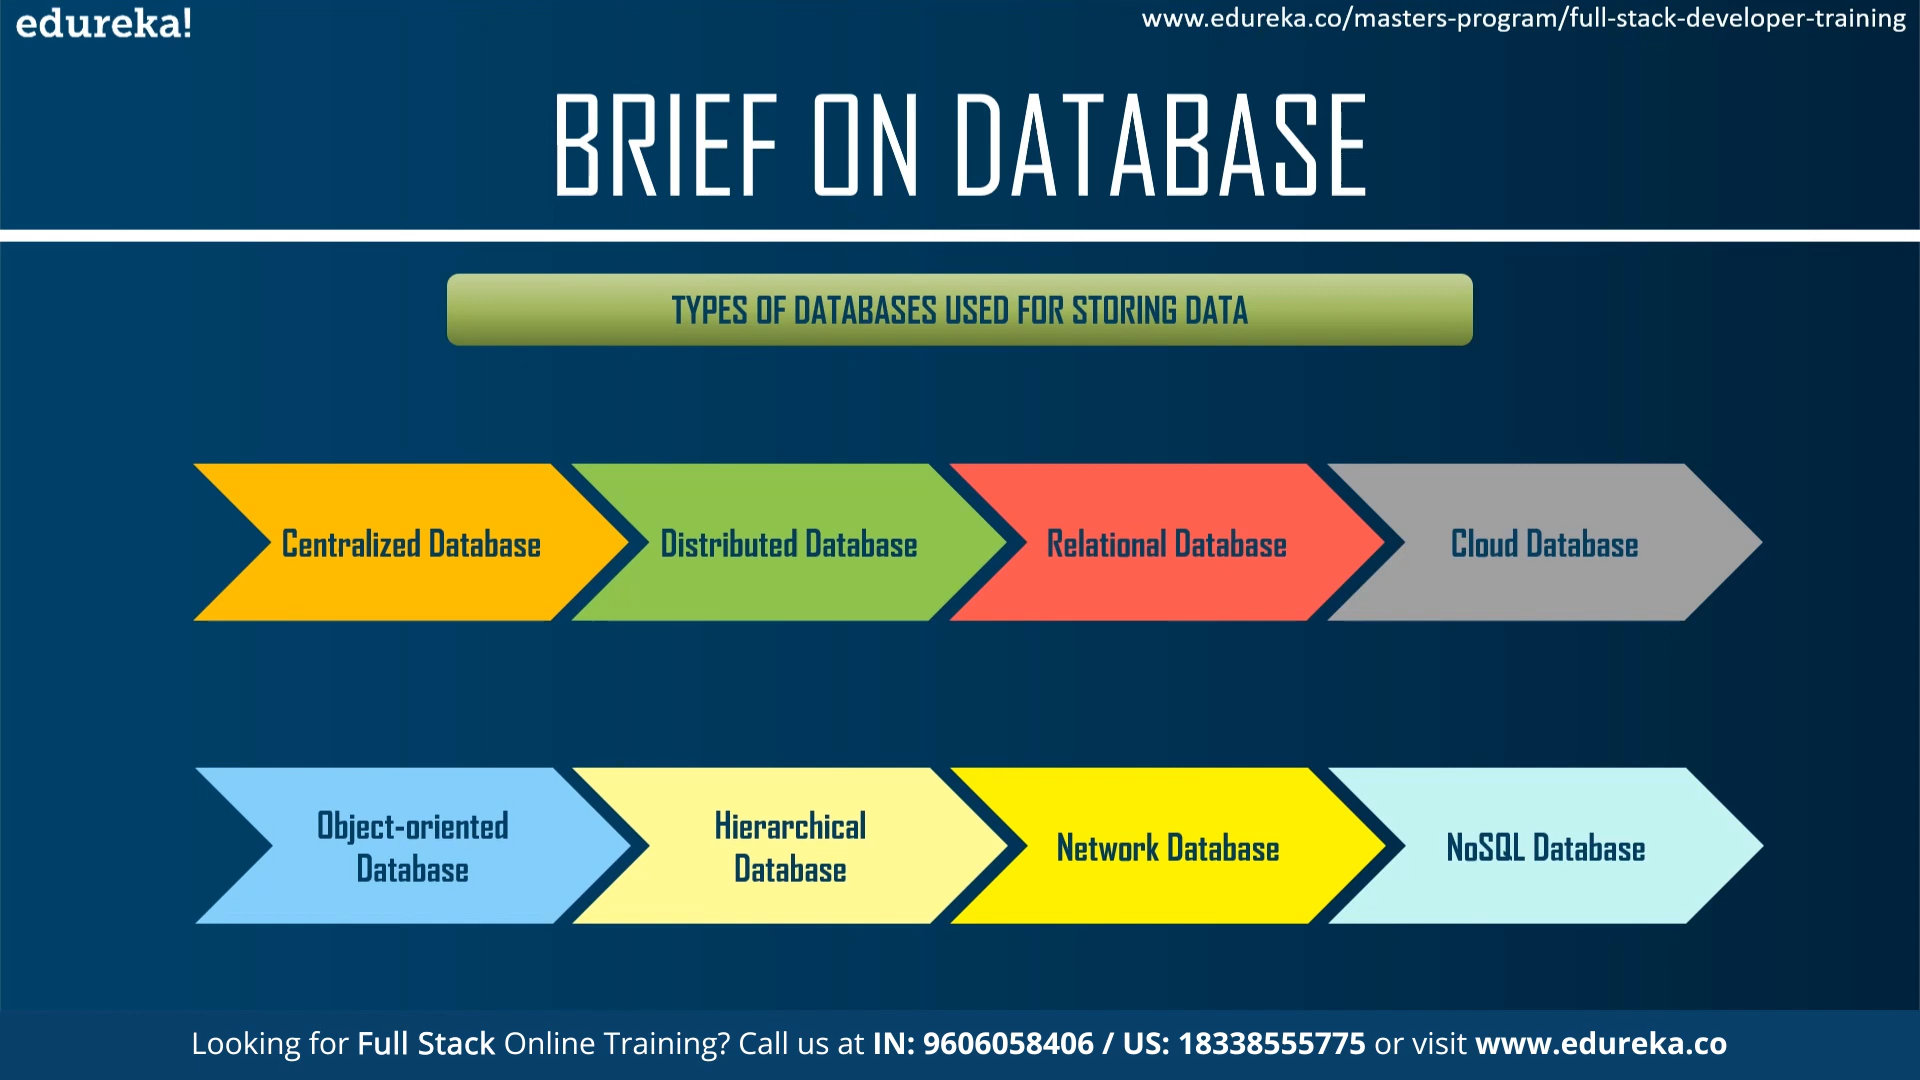 edureka!
www.edureka.co/masters-program/full-stack-developer-training
BRIEF ON DATABASE
TYPES OF DATABASES USED FOR STORING DATA
Centralized Database
Distributed Database
Relational Database
Cloud Database
Object-oriented
Database
Hierarchical
Database
Network Database
NoSQL Database
Looking for Full Stack Online Training? Call us at IN: 9606058406 / US: 18338555775 or visit www.edureka.co